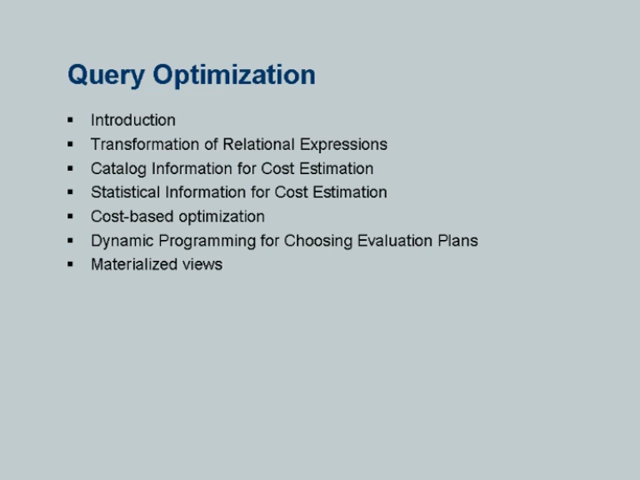 Query Optimization
▪ Introduction
▪ Transformation of Relational Expressions
▪ Catalog Information for Cost Estimation
▪ Statistical Information for Cost Estimation
▪ Cost-based optimization
▪ Dynamic Programming for Choosing Evaluation Plans
▪ Materialized views